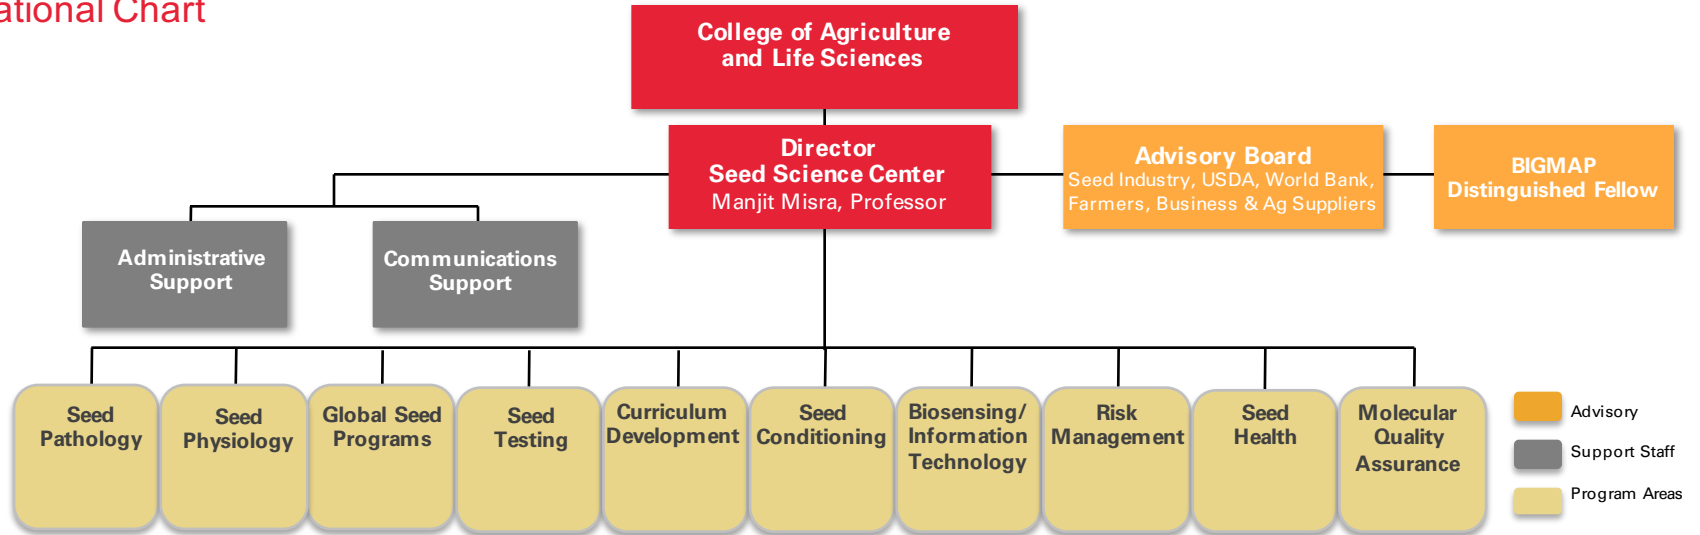 ational Chart
College of Agriculture
and Life Sciences
Director
Seed Science Center
Manjit Misra, Professor
Advisory Board
Seed Industry, USDA, World Bank,
Farmers, Business & Ag Suppliers
BIGMAP
Distinguished Fellow
Administrative
Support
Communications
Support
Seed
Pathology
Seed
Physiology
Global Seed
Programs
Seed
Testing
Curriculum
Development
Seed
Conditioning
Biosensing/
Information
Technology
Risk
Management
Seed
Health
Molecular
Quality
Assurance
Advisory
Support Staff
Program Areas